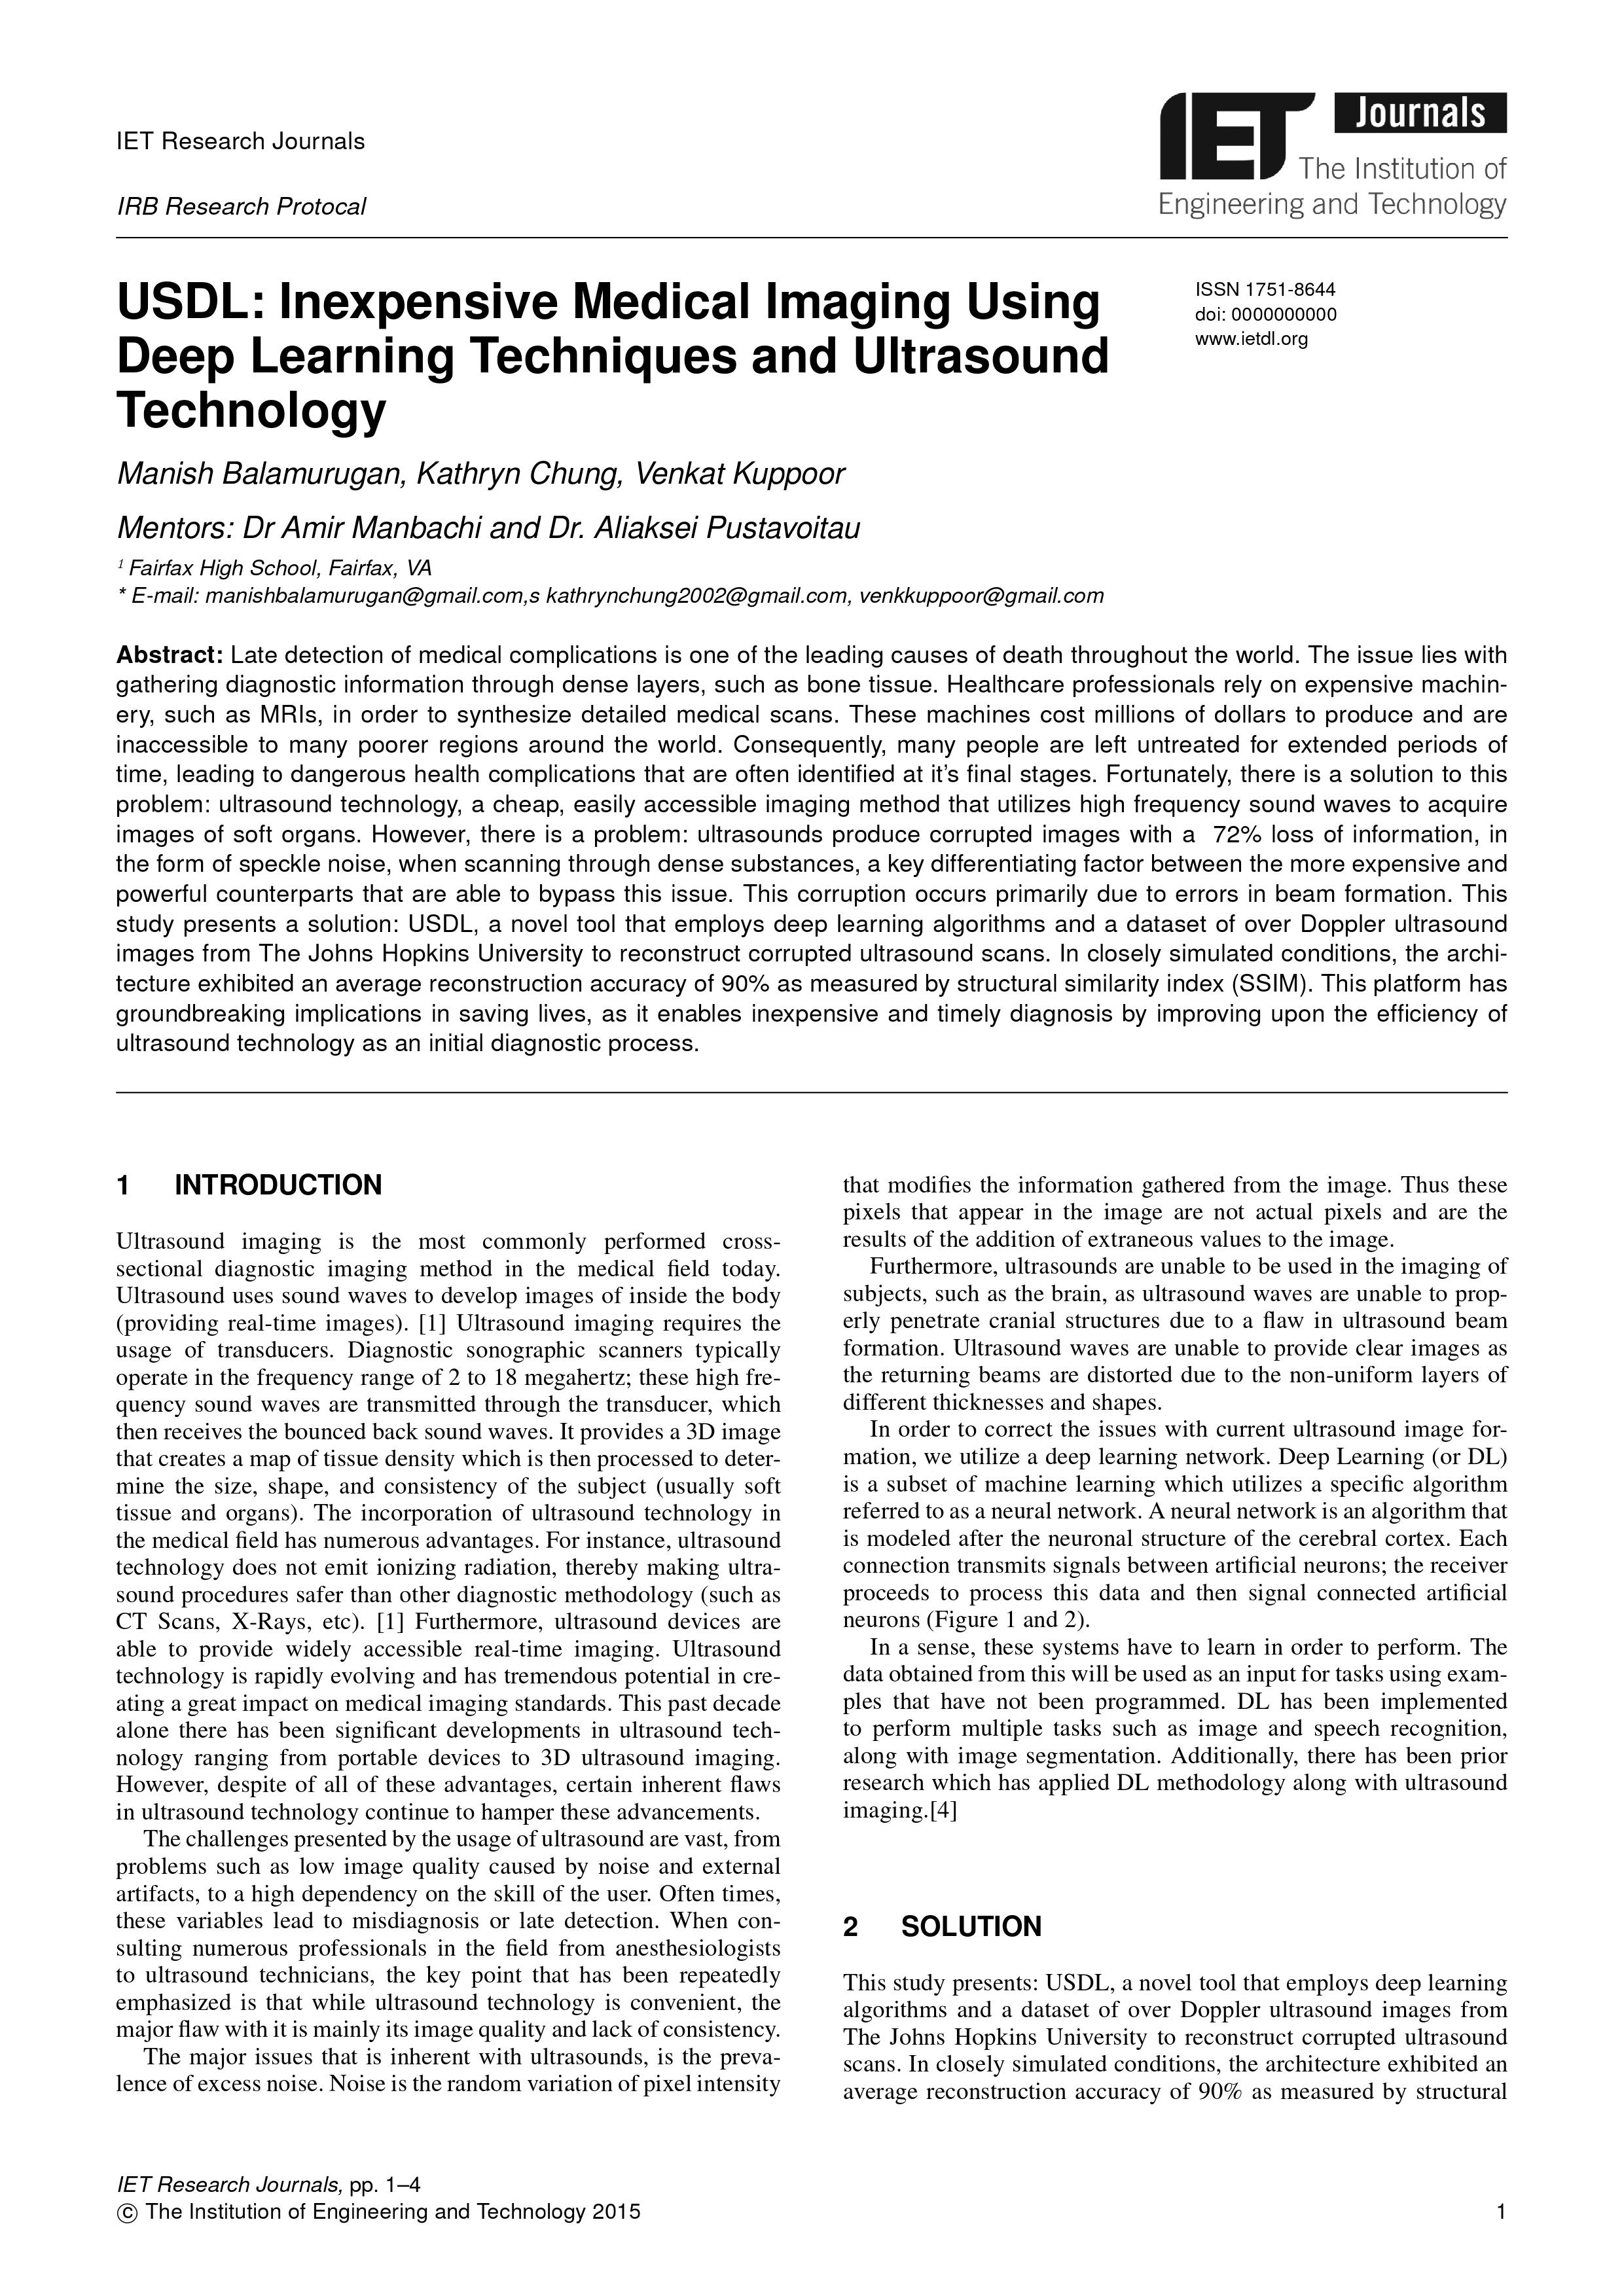 IET Research Journals
IRB Research Protocal
IET Journals
The Institution of
Engineering and Technology
USDL: Inexpensive Medical Imaging Using
Deep Learning Techniques and Ultrasound
Technology
ISSN 1751-8644
doi: 0000000000
www.ietdl.org
Manish Balamurugan, Kathryn Chung, Venkat Kuppoor
Mentors: Dr Amir Manbachi and Dr. Aliaksei Pustavoitau
1 Fairfax High School, Fairfax, VA
* E-mail: manishbalamurugan@gmail.com,s kathrynchung2002@gmail.com, venkkuppoor@gmail.com
Abstract: Late detection of medical complications is one of the leading causes of death throughout the world. The issue lies with
gathering diagnostic information through dense layers, such as bone tissue. Healthcare professionals rely on expensive machin-
ery, such as MRIs, in order to synthesize detailed medical scans. These machines cost millions of dollars to produce and are
inaccessible to many poorer regions around the world. Consequently, many people are left untreated for extended periods of
time, leading to dangerous health complications that are often identified at it's final stages. Fortunately, there is a solution to this
problem: ultrasound technology, a cheap, easily accessible imaging method that utilizes high frequency sound waves to acquire
images of soft organs. However, there is a problem: ultrasounds produce corrupted images with a 72% loss of information, in
the form of speckle noise, when scanning through dense substances, a key differentiating factor between the more expensive and
powerful counterparts that are able to bypass this issue. This corruption occurs primarily due to errors in beam formation. This
study presents a solution: USDL, a novel tool that employs deep learning algorithms and a dataset of over Doppler ultrasound
images from The Johns Hopkins University to reconstruct corrupted ultrasound scans. In closely simulated conditions, the archi-
tecture exhibited an average reconstruction accuracy of 90% as measured by structural similarity index (SSIM). This platform has
groundbreaking implications in saving lives, as it enables inexpensive and timely diagnosis by improving upon the efficiency of
ultrasound technology as an initial diagnostic process.
1 INTRODUCTION
Ultrasound imaging is the most commonly performed cross-
sectional diagnostic imaging method in the medical field today.
Ultrasound uses sound waves to develop images of inside the body
(providing real-time images). [1] Ultrasound imaging requires the
usage of transducers. Diagnostic sonographic scanners typically
operate in the frequency range of 2 to 18 megahertz; these high fre-
quency sound waves are transmitted through the transducer, which
then receives the bounced back sound waves. It provides a 3D image
that creates a map of tissue density which is then processed to deter-
mine the size, shape, and consistency of the subject (usually soft
tissue and organs). The incorporation of ultrasound technology in
the medical field has numerous advantages. For instance, ultrasound
technology does not emit ionizing radiation, thereby making ultra-
sound procedures safer than other diagnostic methodology (such as
CT Scans, X-Rays, etc). [1] Furthermore, ultrasound devices are
able to provide widely accessible real-time imaging. Ultrasound
technology is rapidly evolving and has tremendous potential in cre-
ating a great impact on medical imaging standards. This past decade
alone there has been significant developments in ultrasound tech-
nology ranging from portable devices to 3D ultrasound imaging.
However, despite of all of these advantages, certain inherent flaws
in ultrasound technology continue to hamper these advancements.
The challenges presented by the usage of ultrasound are vast, from
problems such as low image quality caused by noise and external
artifacts, to a high dependency on the skill of the user. Often times,
these variables lead to misdiagnosis or late detection. When con-
sulting numerous professionals in the field from anesthesiologists
to ultrasound technicians, the key point that has been repeatedly
emphasized is that while ultrasound technology is convenient, the
major flaw with it is mainly its image quality and lack of consistency.
The major issues that is inherent with ultrasounds, is the preva-
lence of excess noise. Noise is the random variation of pixel intensity
that modifies the information gathered from the image. Thus these
pixels that appear in the image are not actual pixels and are the
results of the addition of extraneous values to the image.
Furthermore, ultrasounds are unable to be used in the imaging of
subjects, such as the brain, as ultrasound waves are unable to prop-
erly penetrate cranial structures due to a flaw in ultrasound beam
formation. Ultrasound waves are unable to provide clear images as
the returning beams are distorted due to the non-uniform layers of
different thicknesses and shapes.
In order to correct the issues with current ultrasound image for-
mation, we utilize a deep learning network. Deep Learning (or DL)
is a subset of machine learning which utilizes a specific algorithm
referred to as a neural network. A neural network is an algorithm that
is modeled after the neuronal structure of the cerebral cortex. Each
connection transmits signals between artificial neurons; the receiver
proceeds to process this data and then signal connected artificial
neurons (Figure 1 and 2).
In a sense, these systems have to learn in order to perform. The
data obtained from this will be used as an input for tasks using exam-
ples that have not been programmed. DL has been implemented
to perform multiple tasks such as image and speech recognition,
along with image segmentation. Additionally, there has been prior
research which has applied DL methodology along with ultrasound
imaging.[4]
2 SOLUTION
This study presents: USDL, a novel tool that employs deep learning
algorithms and a dataset of over Doppler ultrasound images from
The Johns Hopkins University to reconstruct corrupted ultrasound
scans. In closely simulated conditions, the architecture exhibited an
average reconstruction accuracy of 90% as measured by structural
IET Research Journals, pp. 1–4
© The Institution of Engineering and Technology 2015
1